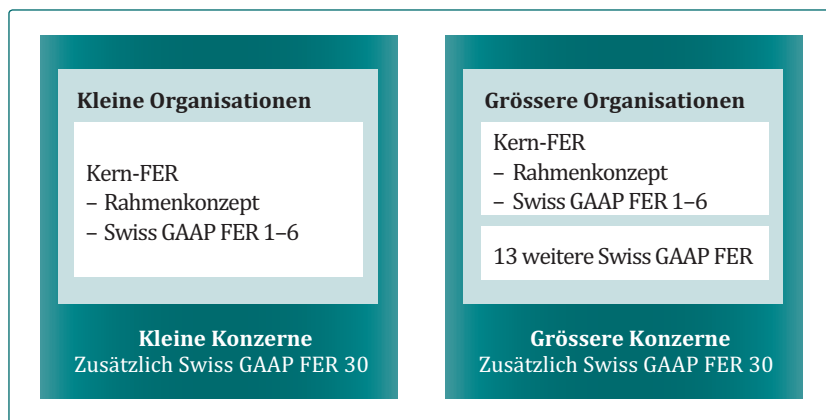 Kleine Organisationen
Kern-FER
– Rahmenkonzept
– Swiss GAAP FER 1–6
Kleine Konzerne
Zusätzlich Swiss GAAP FER 30
Grössere Organisationen
Kern-FER
– Rahmenkonzept
– Swiss GAAP FER 1–6
13 weitere Swiss GAAP FER
Grössere Konzerne
Zusätzlich Swiss GAAP FER 30